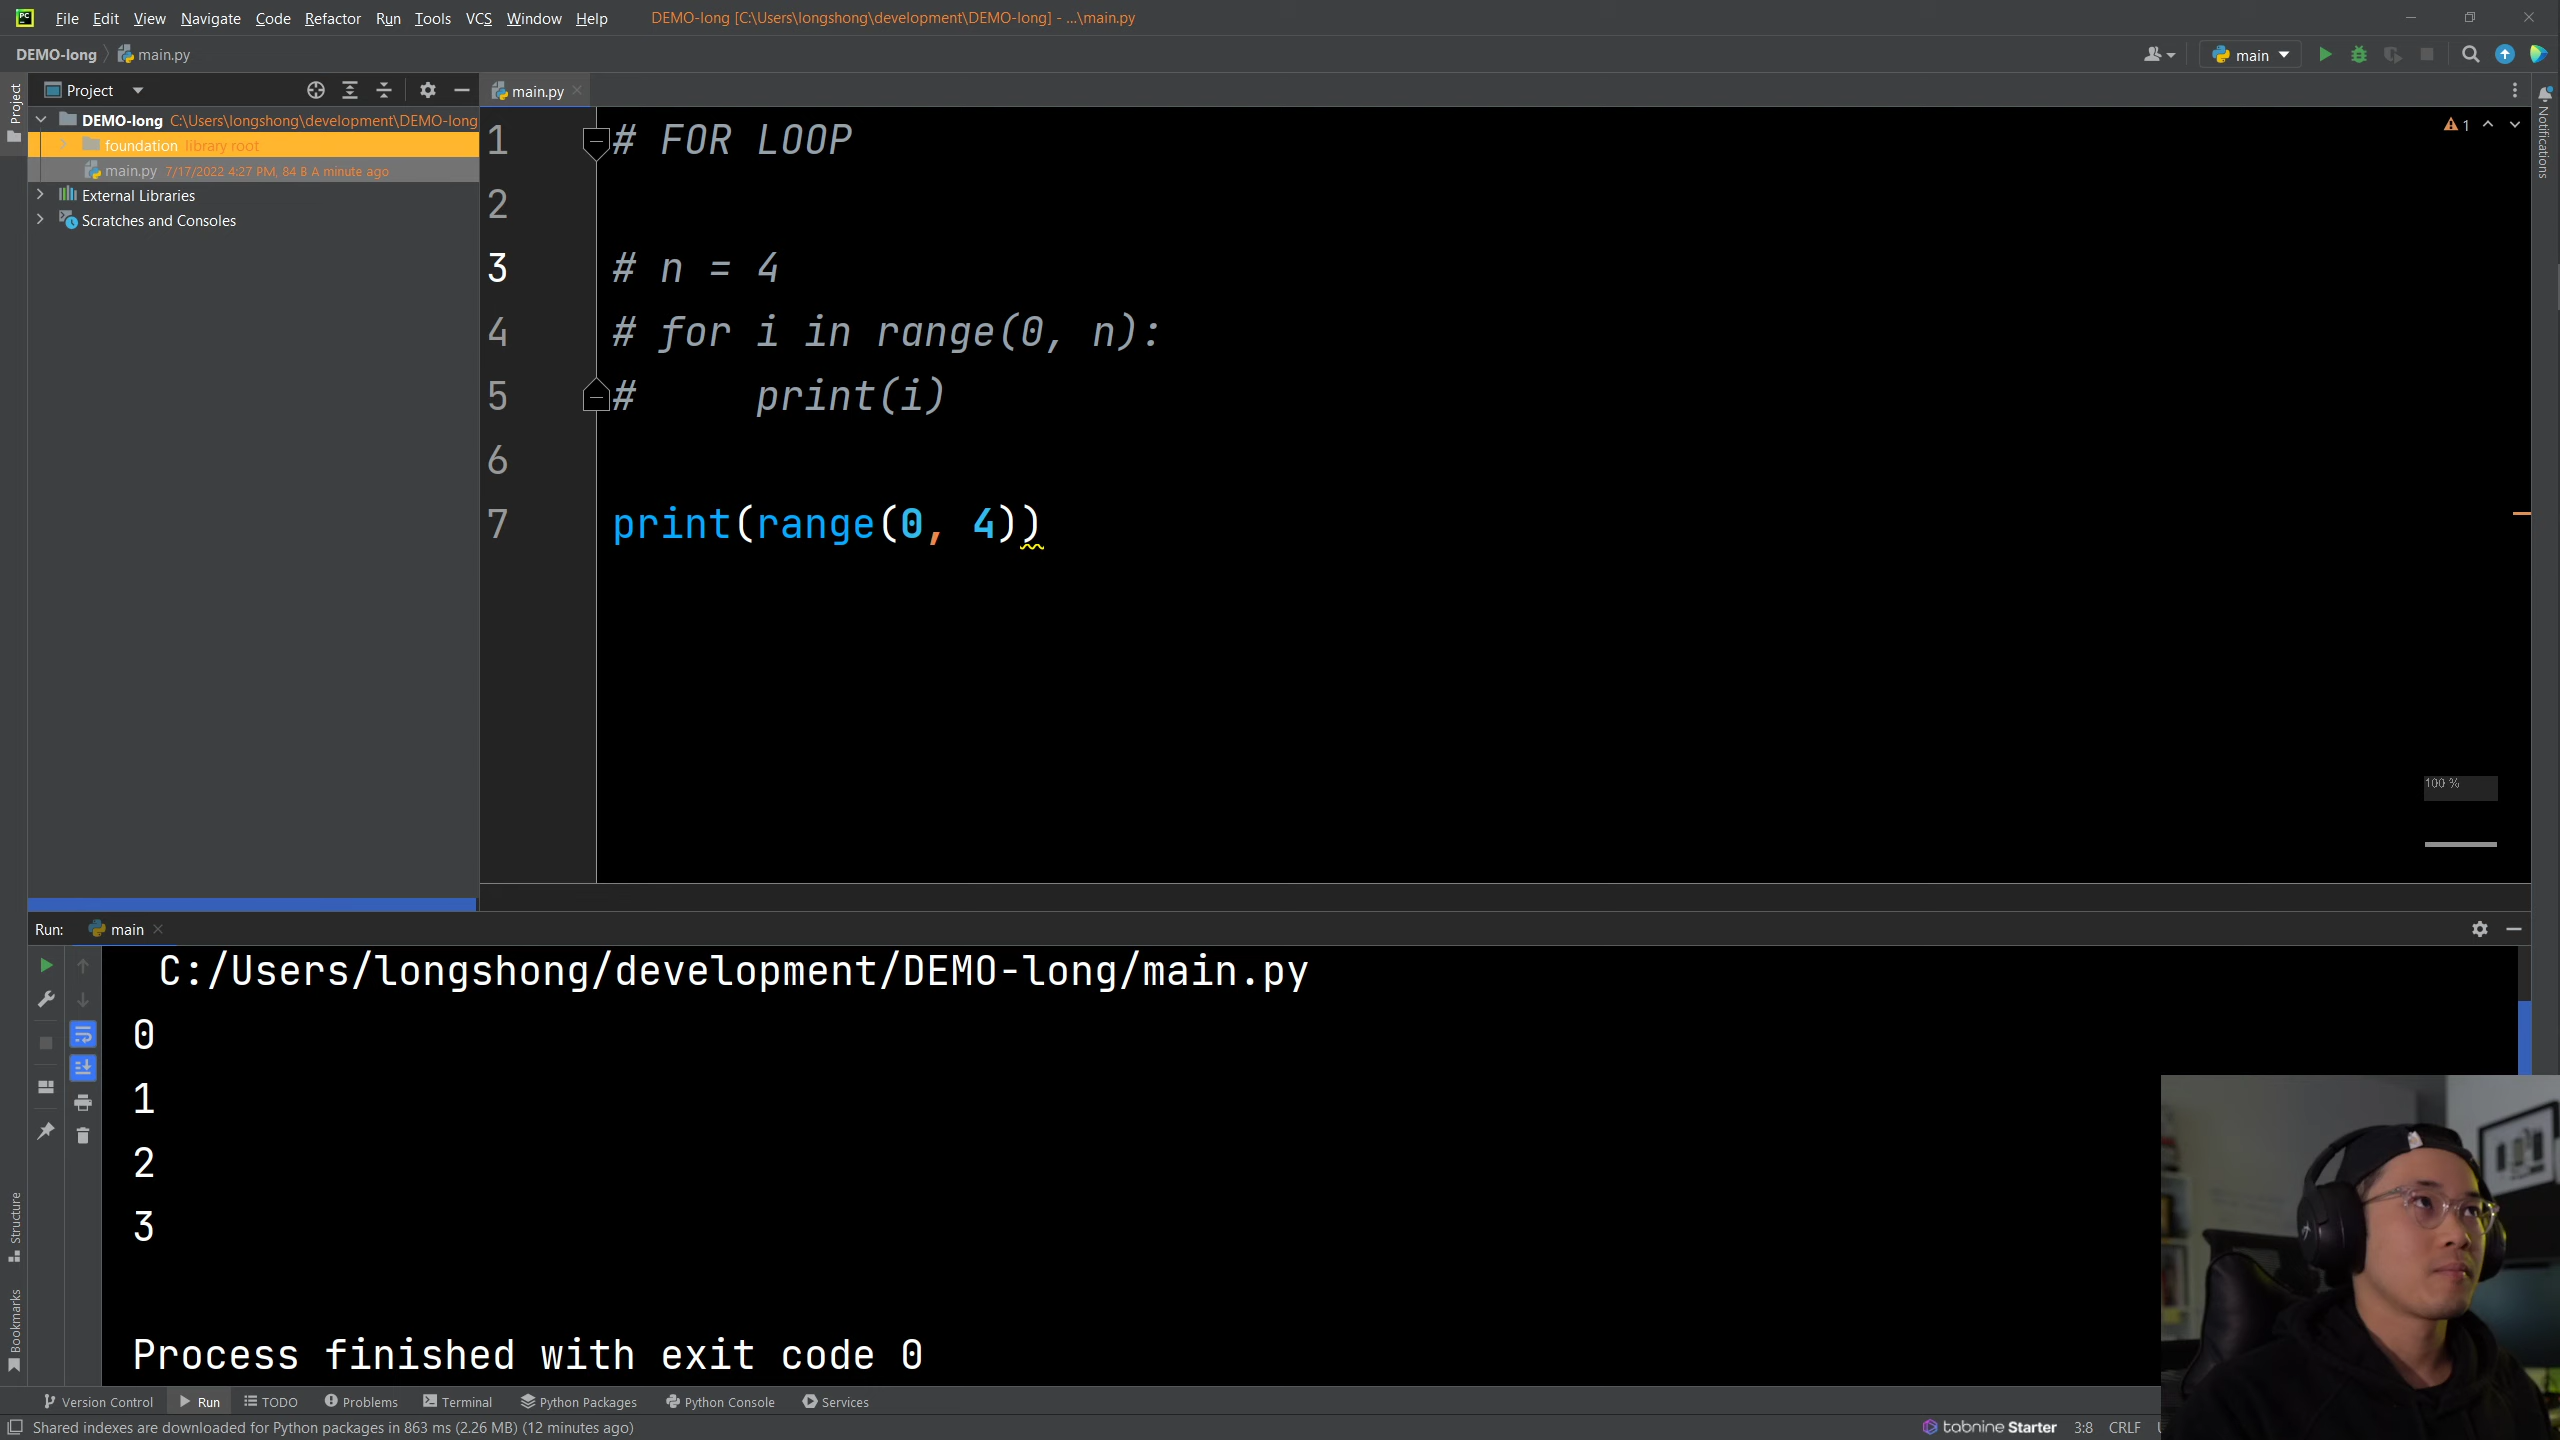 File Edit View Navigate Code Refactor Run Tools VCS Window Help DEMO-long [C:\Users\longshong\development\DEMO-long] - ...\main.py
DEMO-long main.py main
Project main.py
DEMO-long C:\Users\longshong\development\DEMO-long
foundation library root
main.py 7/17/2022 4:27 PM, 84 B A minute ago
External Libraries
Scratches and Consoles
Project
Structure
Bookmarks
Notifications
1
1 # FOR LOOP
2
3 # n = 4
4 # for i in range(0, n):
5 #     print(i)
6
7 print(range(0, 4))
100 %
Run: main
C:/Users/longshong/development/DEMO-long/main.py
0
1
2
3
Process finished with exit code 0
Version Control Run TODO Problems Terminal Python Packages Python Console Services
Shared indexes are downloaded for Python packages in 863 ms (2.26 MB) (12 minutes ago) tabnine Starter 3:8 CRLF